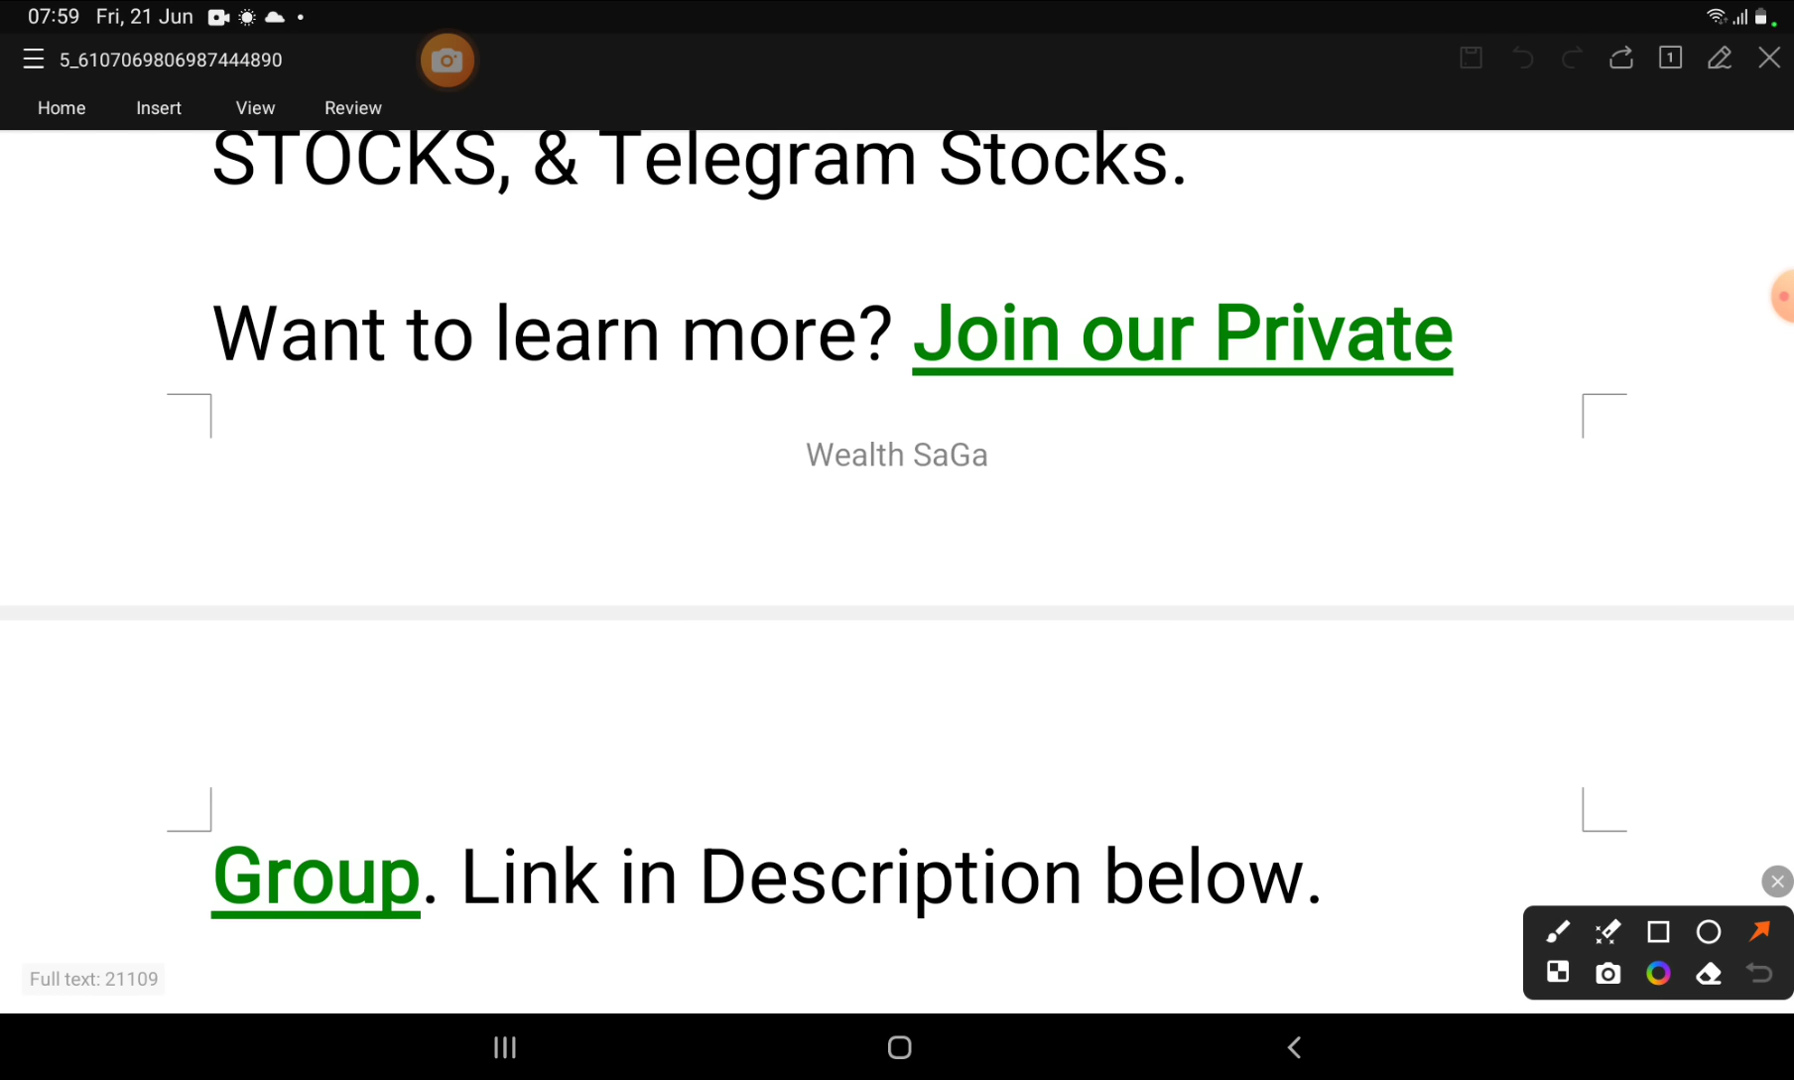 07:59 Fri, 21 Jun
5_6107069806987444890
1
Home Insert View Review
STOCKS, & Telegram Stocks.
Want to learn more? Join our Private
Wealth SaGa
Group. Link in Description below.
Full text: 21109